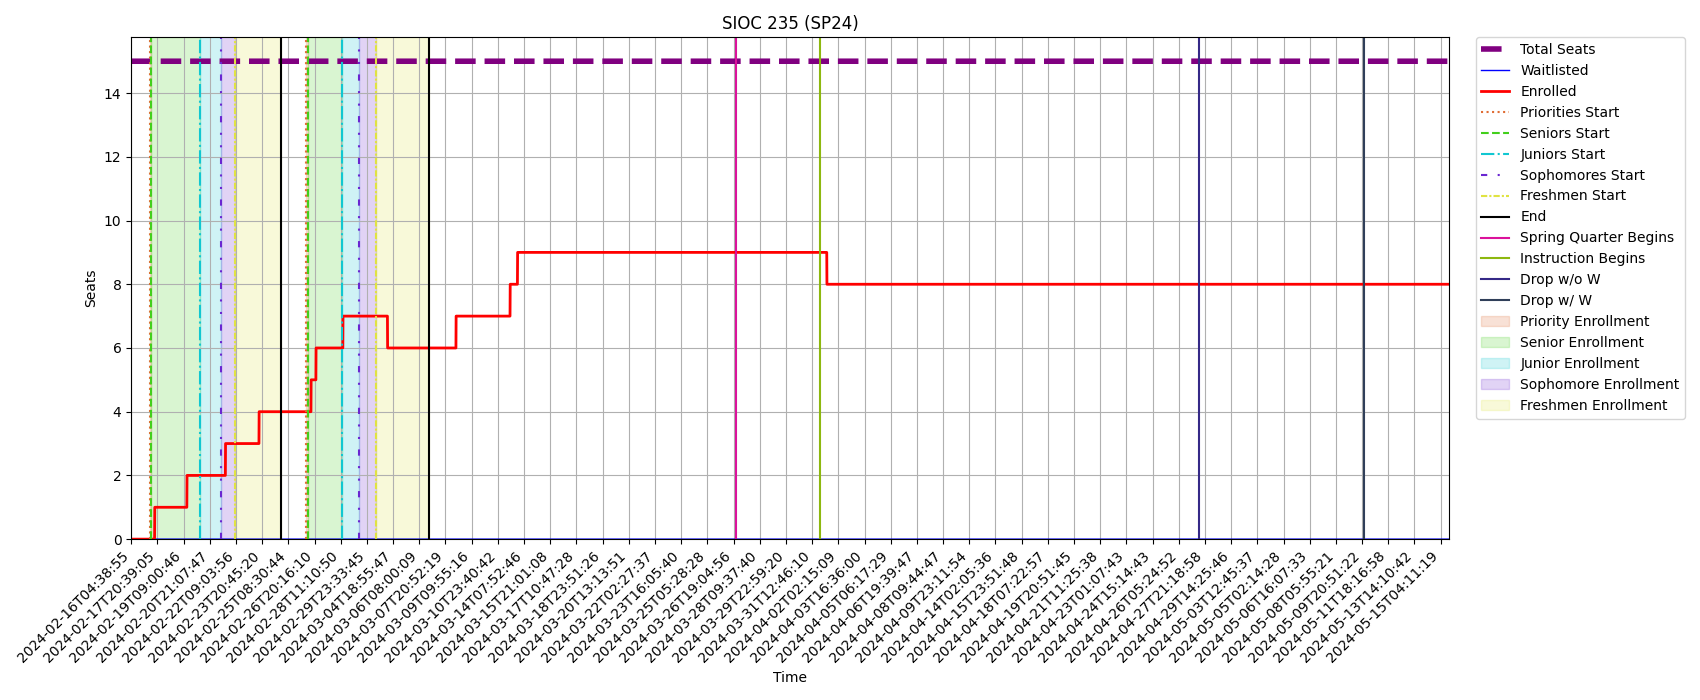 SIOC 235 (SP24)
Seats
14
12
10
8
6
4
2
0
2024-02-16T04:38:55
2024-02-17T20:39:05
2024-02-19T09:00:46
2024-02-20T21:07:47
2024-02-22T09:03:56
2024-02-23T20:45:20
2024-02-25T08:30:44
2024-02-26T20:16:10
2024-02-28T11:10:50
2024-02-29T23:33:45
2024-03-04T18:55:47
2024-03-06T08:00:09
2024-03-07T20:52:19
2024-03-09T09:55:16
2024-03-10T23:40:42
2024-03-14T07:52:46
2024-03-15T21:01:08
2024-03-17T10:47:28
2024-03-18T23:51:26
2024-03-20T13:13:51
2024-03-22T02:27:37
2024-03-23T16:05:40
2024-03-25T05:28:28
2024-03-26T19:04:56
2024-03-28T09:37:40
2024-03-29T22:59:20
2024-03-31T12:46:10
2024-04-02T02:15:09
2024-04-03T16:36:00
2024-04-05T06:17:29
2024-04-06T19:39:47
2024-04-08T09:44:47
2024-04-09T23:11:54
2024-04-14T02:05:36
2024-04-15T23:51:48
2024-04-18T07:22:57
2024-04-19T20:51:45
2024-04-21T11:25:38
2024-04-23T01:07:43
2024-04-24T15:14:43
2024-04-26T05:24:52
2024-04-27T21:18:58
2024-04-29T14:25:46
2024-05-01T12:45:37
2024-05-03T02:14:28
2024-05-06T16:07:33
2024-05-08T05:55:21
2024-05-09T20:51:22
2024-05-11T18:16:58
2024-05-13T14:10:42
2024-05-15T04:11:19
Time
Total Seats
Waitlisted
Enrolled
Priorities Start
Seniors Start
Juniors Start
Sophomores Start
Freshmen Start
End
Spring Quarter Begins
Instruction Begins
Drop w/o W
Drop w/ W
Priority Enrollment
Senior Enrollment
Junior Enrollment
Sophomore Enrollment
Freshmen Enrollment